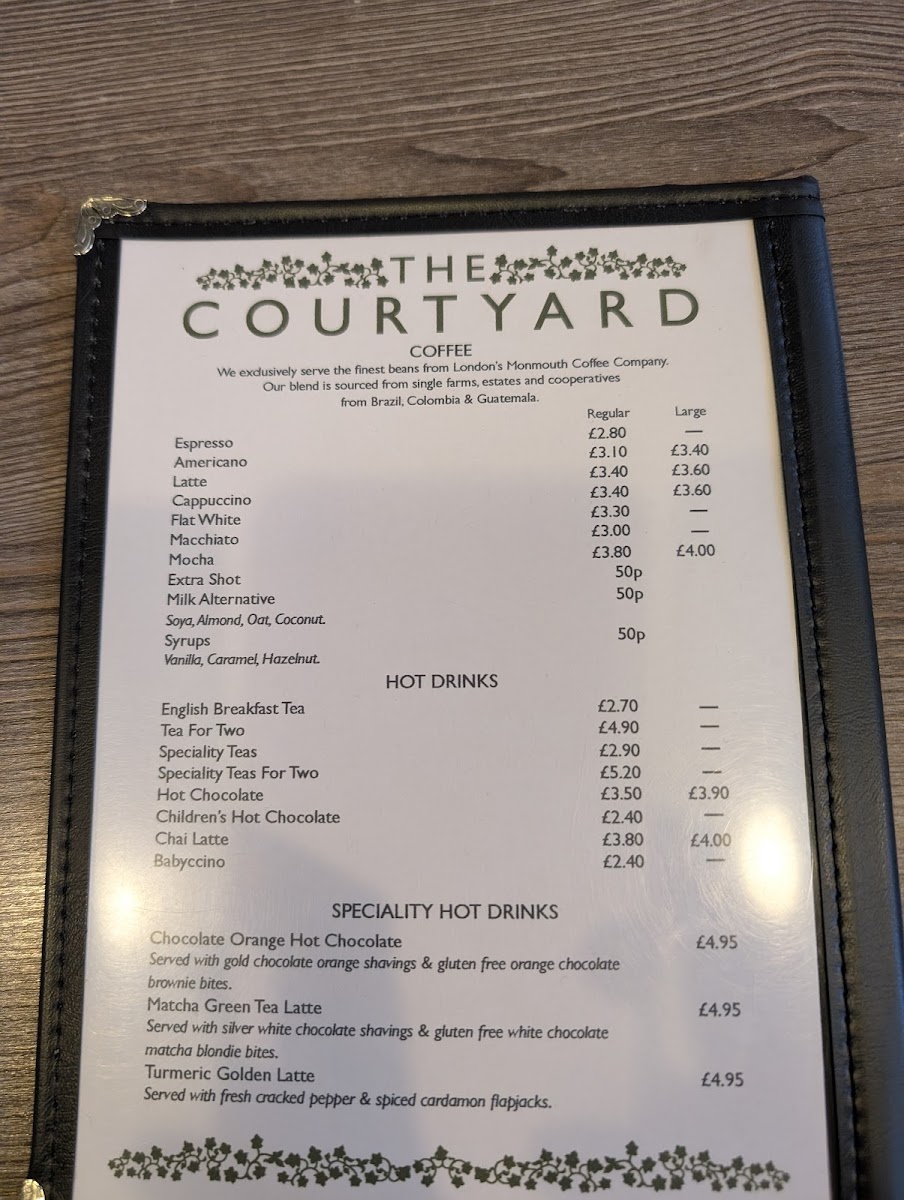 THE
COURTYARD
COFFEE
We exclusively serve the finest beans from London's Monmouth Coffee Company.
Our blend is sourced from single farms, estates and cooperatives
from Brazil, Colombia & Guatemala.
Regular Large
Espresso £2.80 —
Americano £3.10 £3.40
Latte £3.40 £3.60
Cappuccino £3.40 £3.60
Flat White £3.30 —
Macchiato £3.00 —
Mocha £3.80 £4.00
Extra Shot 50p
Milk Alternative 50p
Soya, Almond, Oat, Coconut.
Syrups 50p
Vanilla, Caramel, Hazelnut.
HOT DRINKS
English Breakfast Tea £2.70 —
Tea For Two £4.90 —
Speciality Teas £2.90 —
Speciality Teas For Two £5.20 —
Hot Chocolate £3.50 £3.90
Children's Hot Chocolate £2.40 —
Chai Latte £3.80 £4.00
Babyccino £2.40 —
SPECIALITY HOT DRINKS
Chocolate Orange Hot Chocolate £4.95
Served with gold chocolate orange shavings & gluten free orange chocolate
brownie bites.
Matcha Green Tea Latte £4.95
Served with silver white chocolate shavings & gluten free white chocolate
matcha blondie bites.
Turmeric Golden Latte £4.95
Served with fresh cracked pepper & spiced cardamon flapjacks.